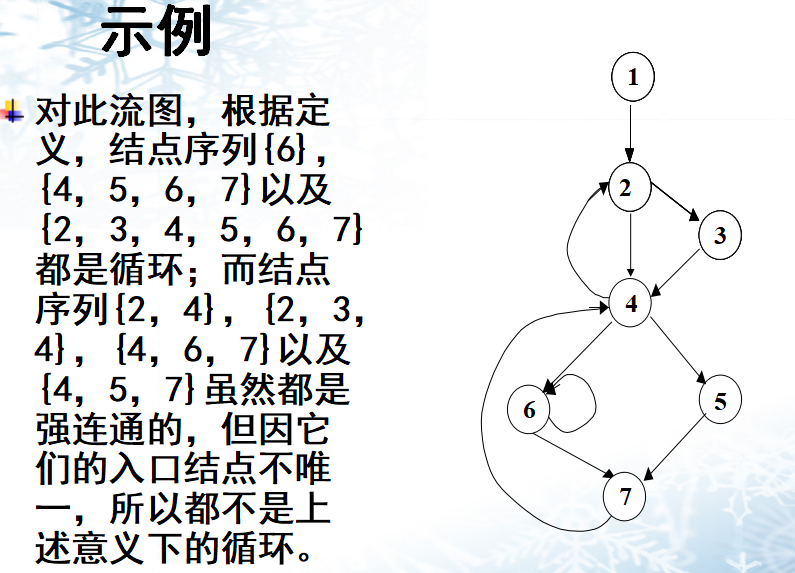 示例
对此流图，根据定
义，结点序列{6}，
{4，5，6，7}以及
{2，3，4，5，6，7}
都是循环；而结点
序列{2，4}，{2，3，
4}，{4，6，7}以及
{4，5，7}虽然都是
强连通的，但因它
们的入口结点不唯
一，所以都不是上
述意义下的循环。
1
2
3
4
6
5
7